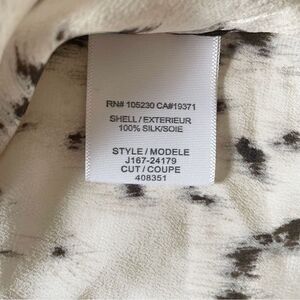 RN# 105230 CA#19371
SHELL / EXTERIEUR
100% SILK/SOIE
STYLE / MODELE
J167-24179
CUT / COUPE
408351